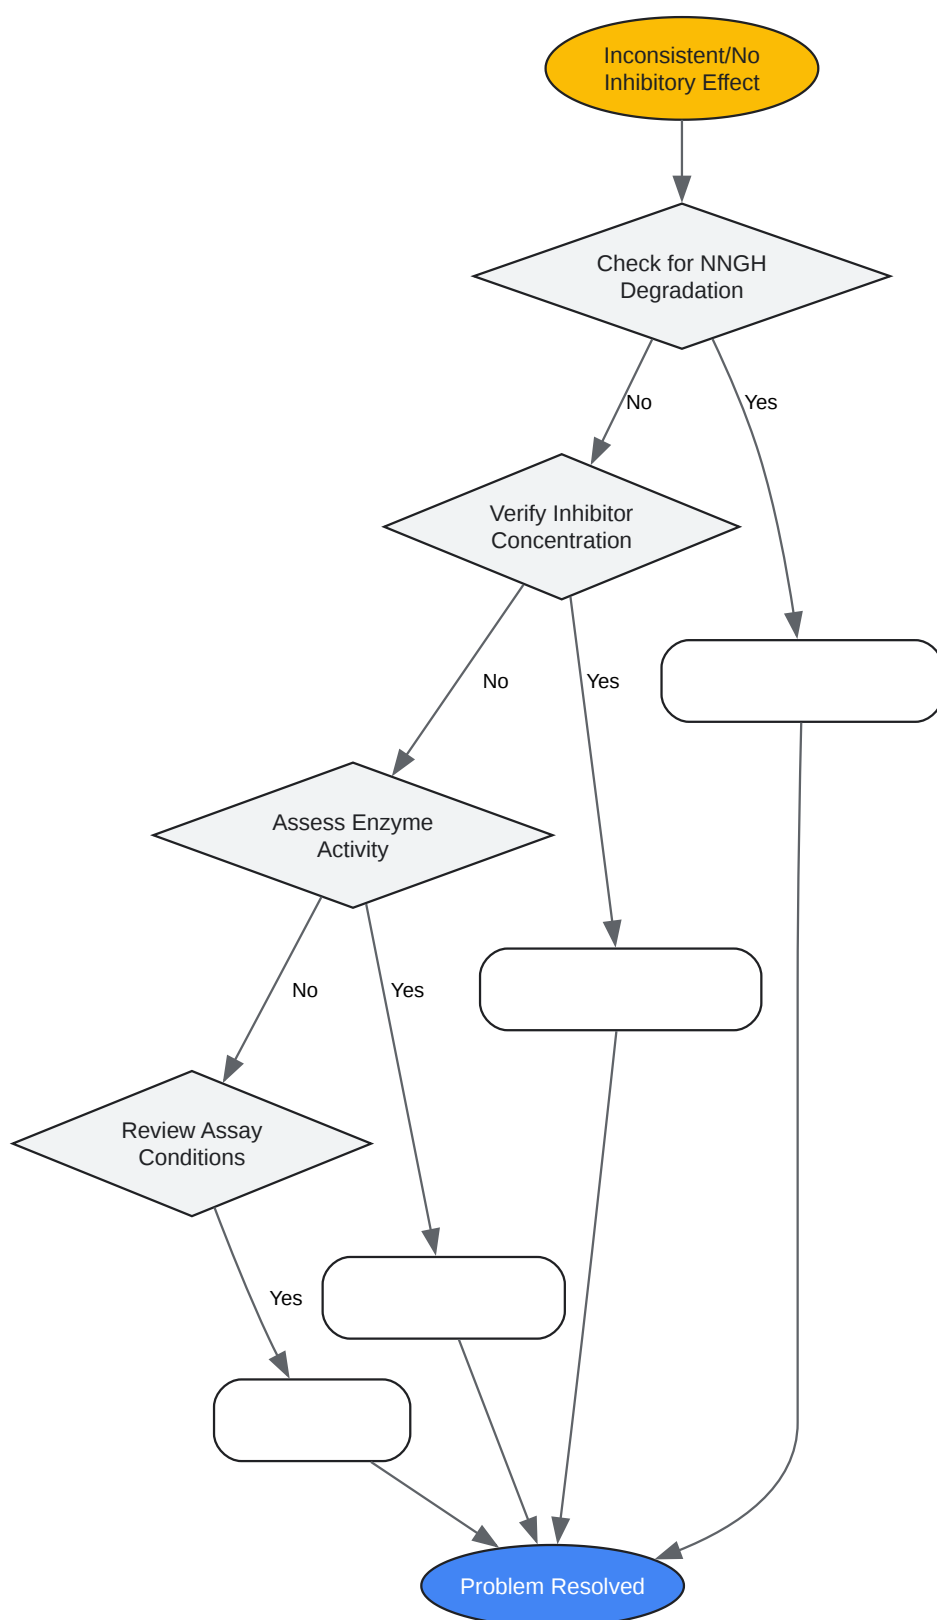 Inconsistent/No
Inhibitory Effect
Check for NNGH
Degradation
No
Yes
Verify Inhibitor
Concentration
No
Yes
Assess Enzyme
Activity
No
Yes
Review Assay
Conditions
Yes
Problem Resolved